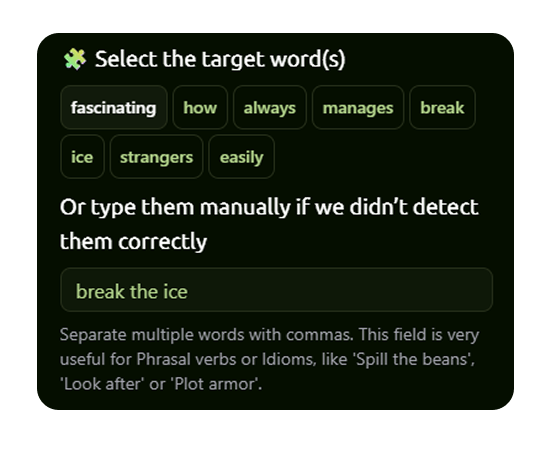 Select the target word(s)
fascinating how always manages break
ice strangers easily
Or type them manually if we didn’t detect
them correctly
break the ice
Separate multiple words with commas. This field is very
useful for Phrasal verbs or Idioms, like 'Spill the beans',
'Look after' or 'Plot armor'.